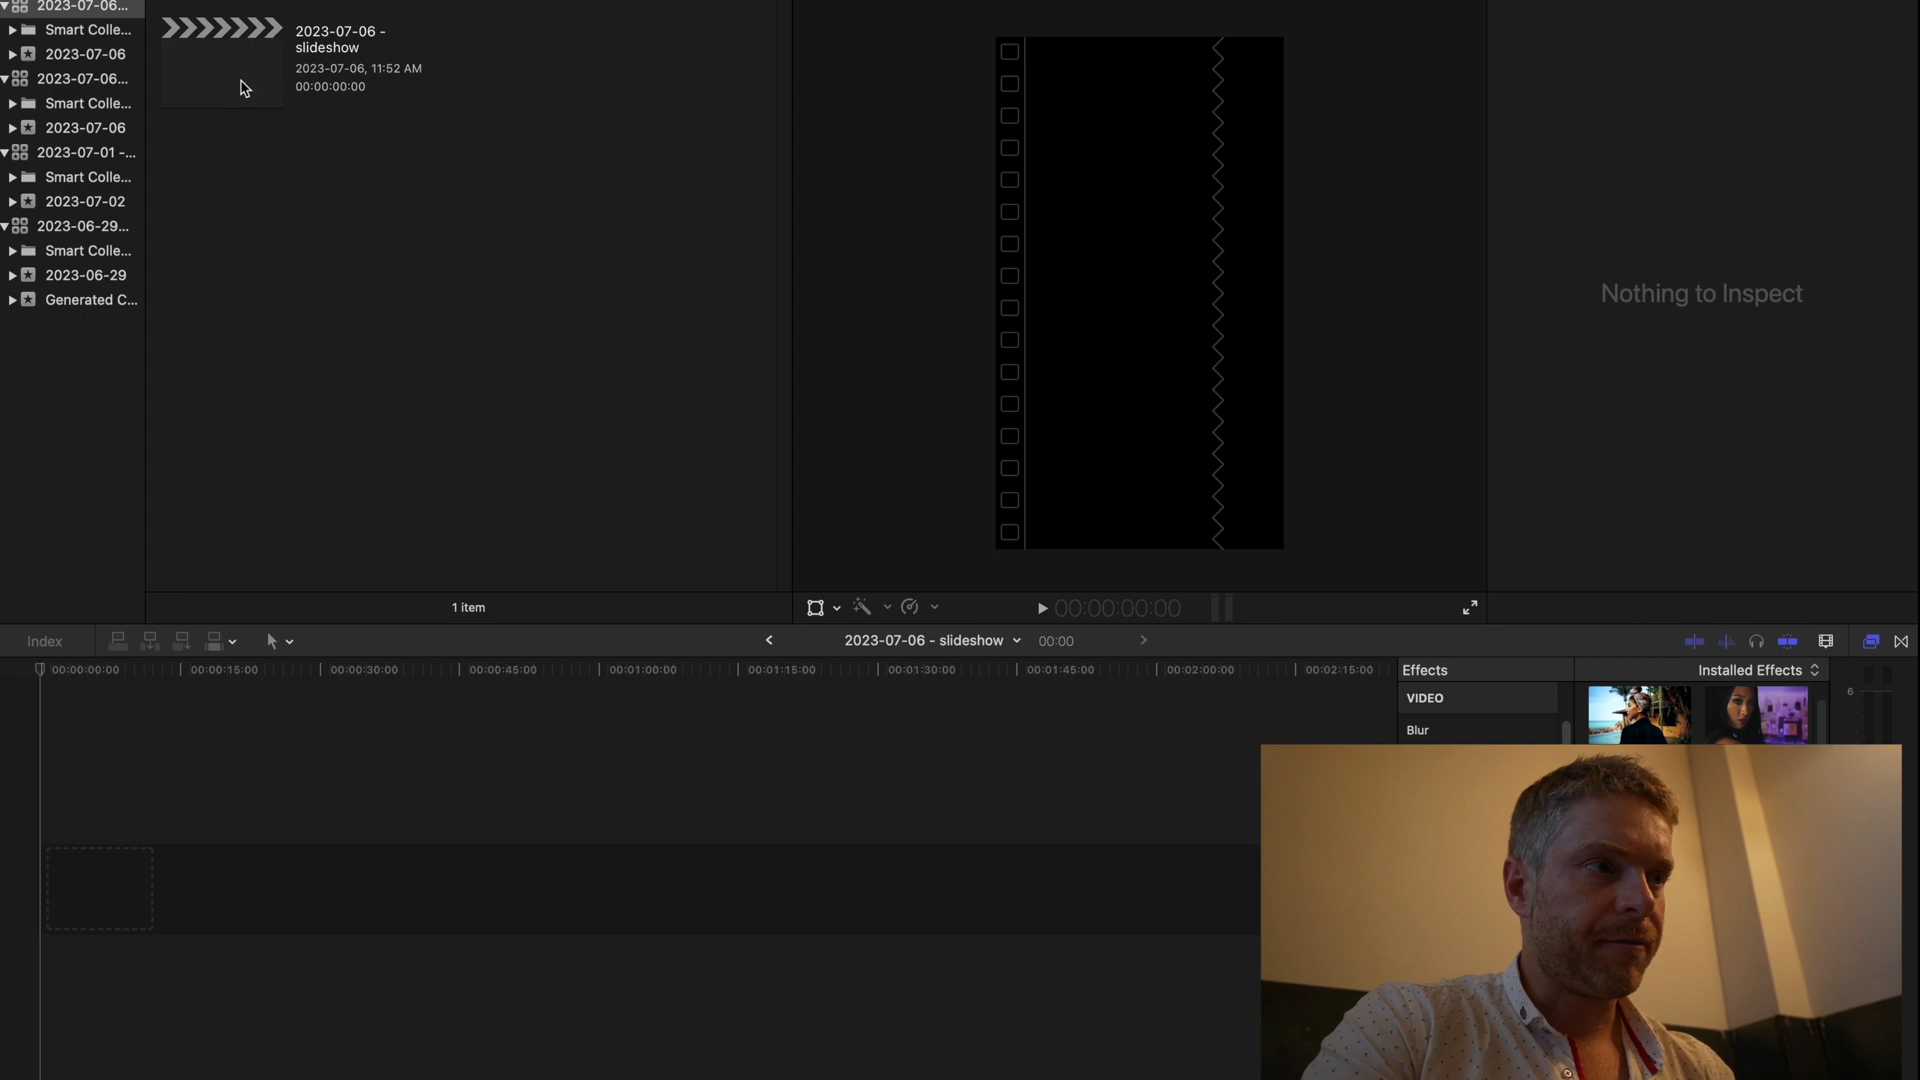 2023-07-06...
Smart Colle...
2023-07-06
2023-07-06...
Smart Colle...
2023-07-06
2023-07-01 -...
Smart Colle...
2023-07-02
2023-06-29...
Smart Colle...
2023-06-29
Generated C...
2023-07-06 -
slideshow
2023-07-06, 11:52 AM
00:00:00:00
Nothing to Inspect
1 item
00:00:00:00
Index
2023-07-06 - slideshow
00:00
00:00:00:00
00:00:15:00
00:00:30:00
00:00:45:00
00:01:00:00
00:01:15:00
00:01:30:00
00:01:45:00
00:02:00:00
00:02:15:00
Effects
Installed Effects
VIDEO
Blur
6